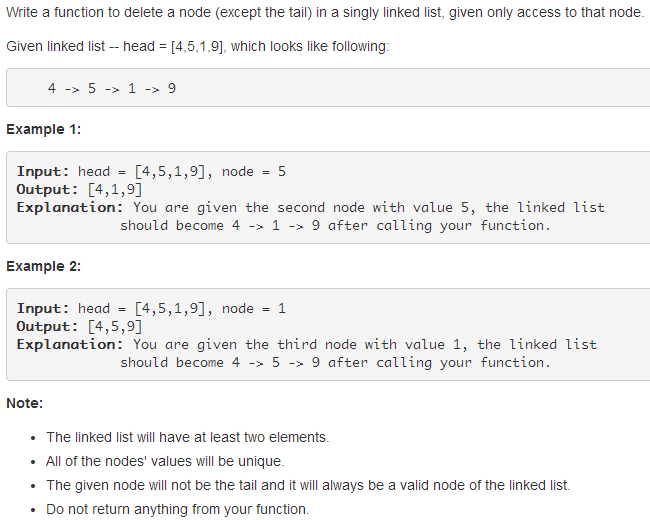 Write a function to delete a node (except the tail) in a singly linked list, given only access to that node.
Given linked list -- head = [4,5,1,9], which looks like following:
4 -> 5 -> 1 -> 9
Example 1:
Input: head = [4,5,1,9], node = 5
Output: [4,1,9]
Explanation: You are given the second node with value 5, the linked list
should become 4 -> 1 -> 9 after calling your function.
Example 2:
Input: head = [4,5,1,9], node = 1
Output: [4,5,9]
Explanation: You are given the third node with value 1, the linked list
should become 4 -> 5 -> 9 after calling your function.
Note:
• The linked list will have at least two elements.
• All of the nodes' values will be unique.
• The given node will not be the tail and it will always be a valid node of the linked list.
• Do not return anything from your function.